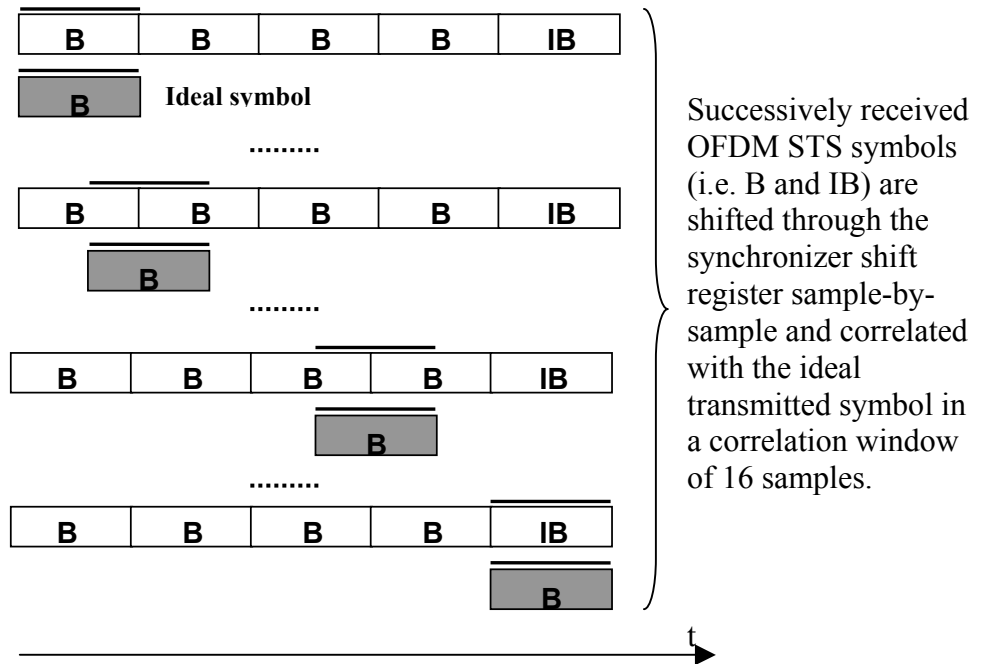 B B B B IB
B Ideal symbol
.........
B B B B IB
B
.........
B B B B IB
B
.........
B B B B IB
B
t
Successively received
OFDM STS symbols
(i.e. B and IB) are
shifted through the
synchronizer shift
register sample-by-
sample and correlated
with the ideal
transmitted symbol in
a correlation window
of 16 samples.